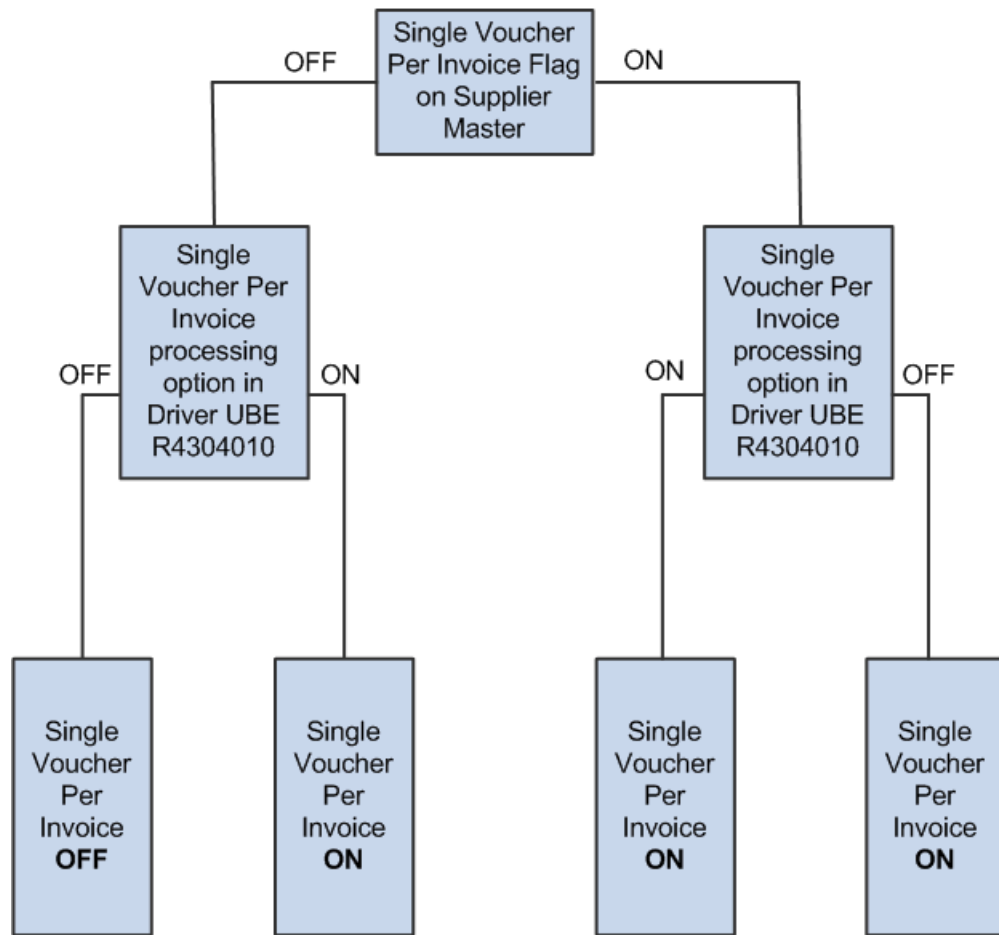 Single Voucher
Per Invoice Flag
on Supplier
Master
OFF
ON
Single
Voucher Per
Invoice
processing
option in
Driver UBE
R4304010
OFF
ON
Single
Voucher Per
Invoice
processing
option in
Driver UBE
R4304010
ON
OFF
Single
Voucher
Per
Invoice
OFF
Single
Voucher
Per
Invoice
ON
Single
Voucher
Per
Invoice
ON
Single
Voucher
Per
Invoice
ON